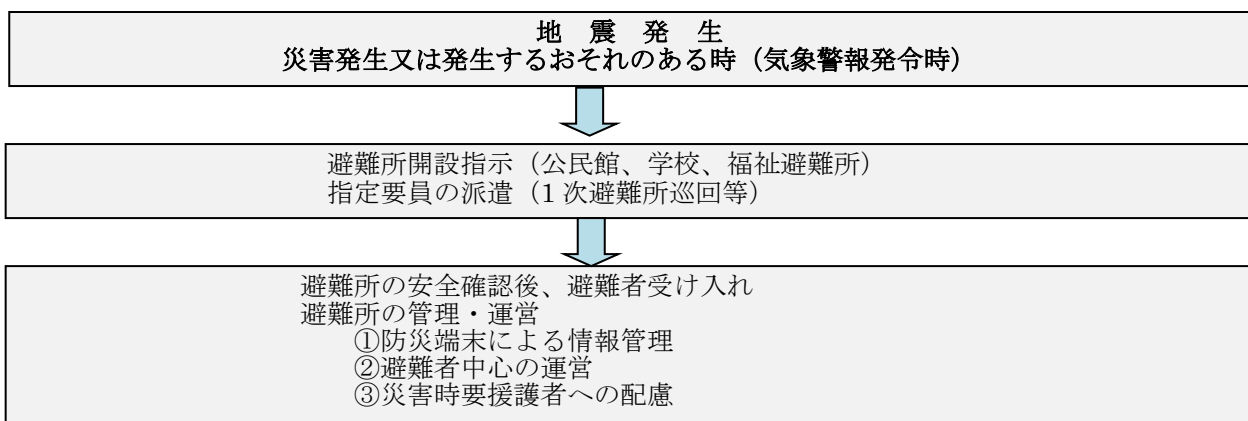 地 震 発 生
災害発生又は発生するおそれのある時（気象警報発令時）
避難所開設指示（公民館、学校、福祉避難所）
指定要員の派遣（1次避難所巡回等）
避難所の安全確認後、避難者受け入れ
避難所の管理・運営
①防災端末による情報管理
②避難者中心の運営
③災害時要援護者への配慮